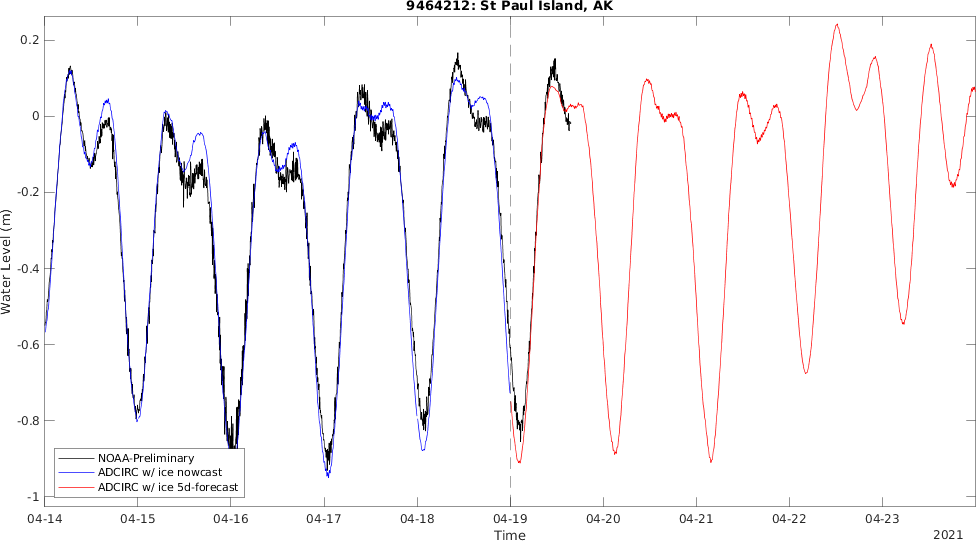 9464212: St Paul Island, AK
0.2
0
-0.2
-0.4
-0.6
-0.8
-1
Water Level (m)
NOAA-Preliminary
ADCIRC w/ ice nowcast
ADCIRC w/ ice 5d-forecast
04-14 04-15 04-16 04-17 04-18 04-19 04-20 04-21 04-22 04-23
Time
2021